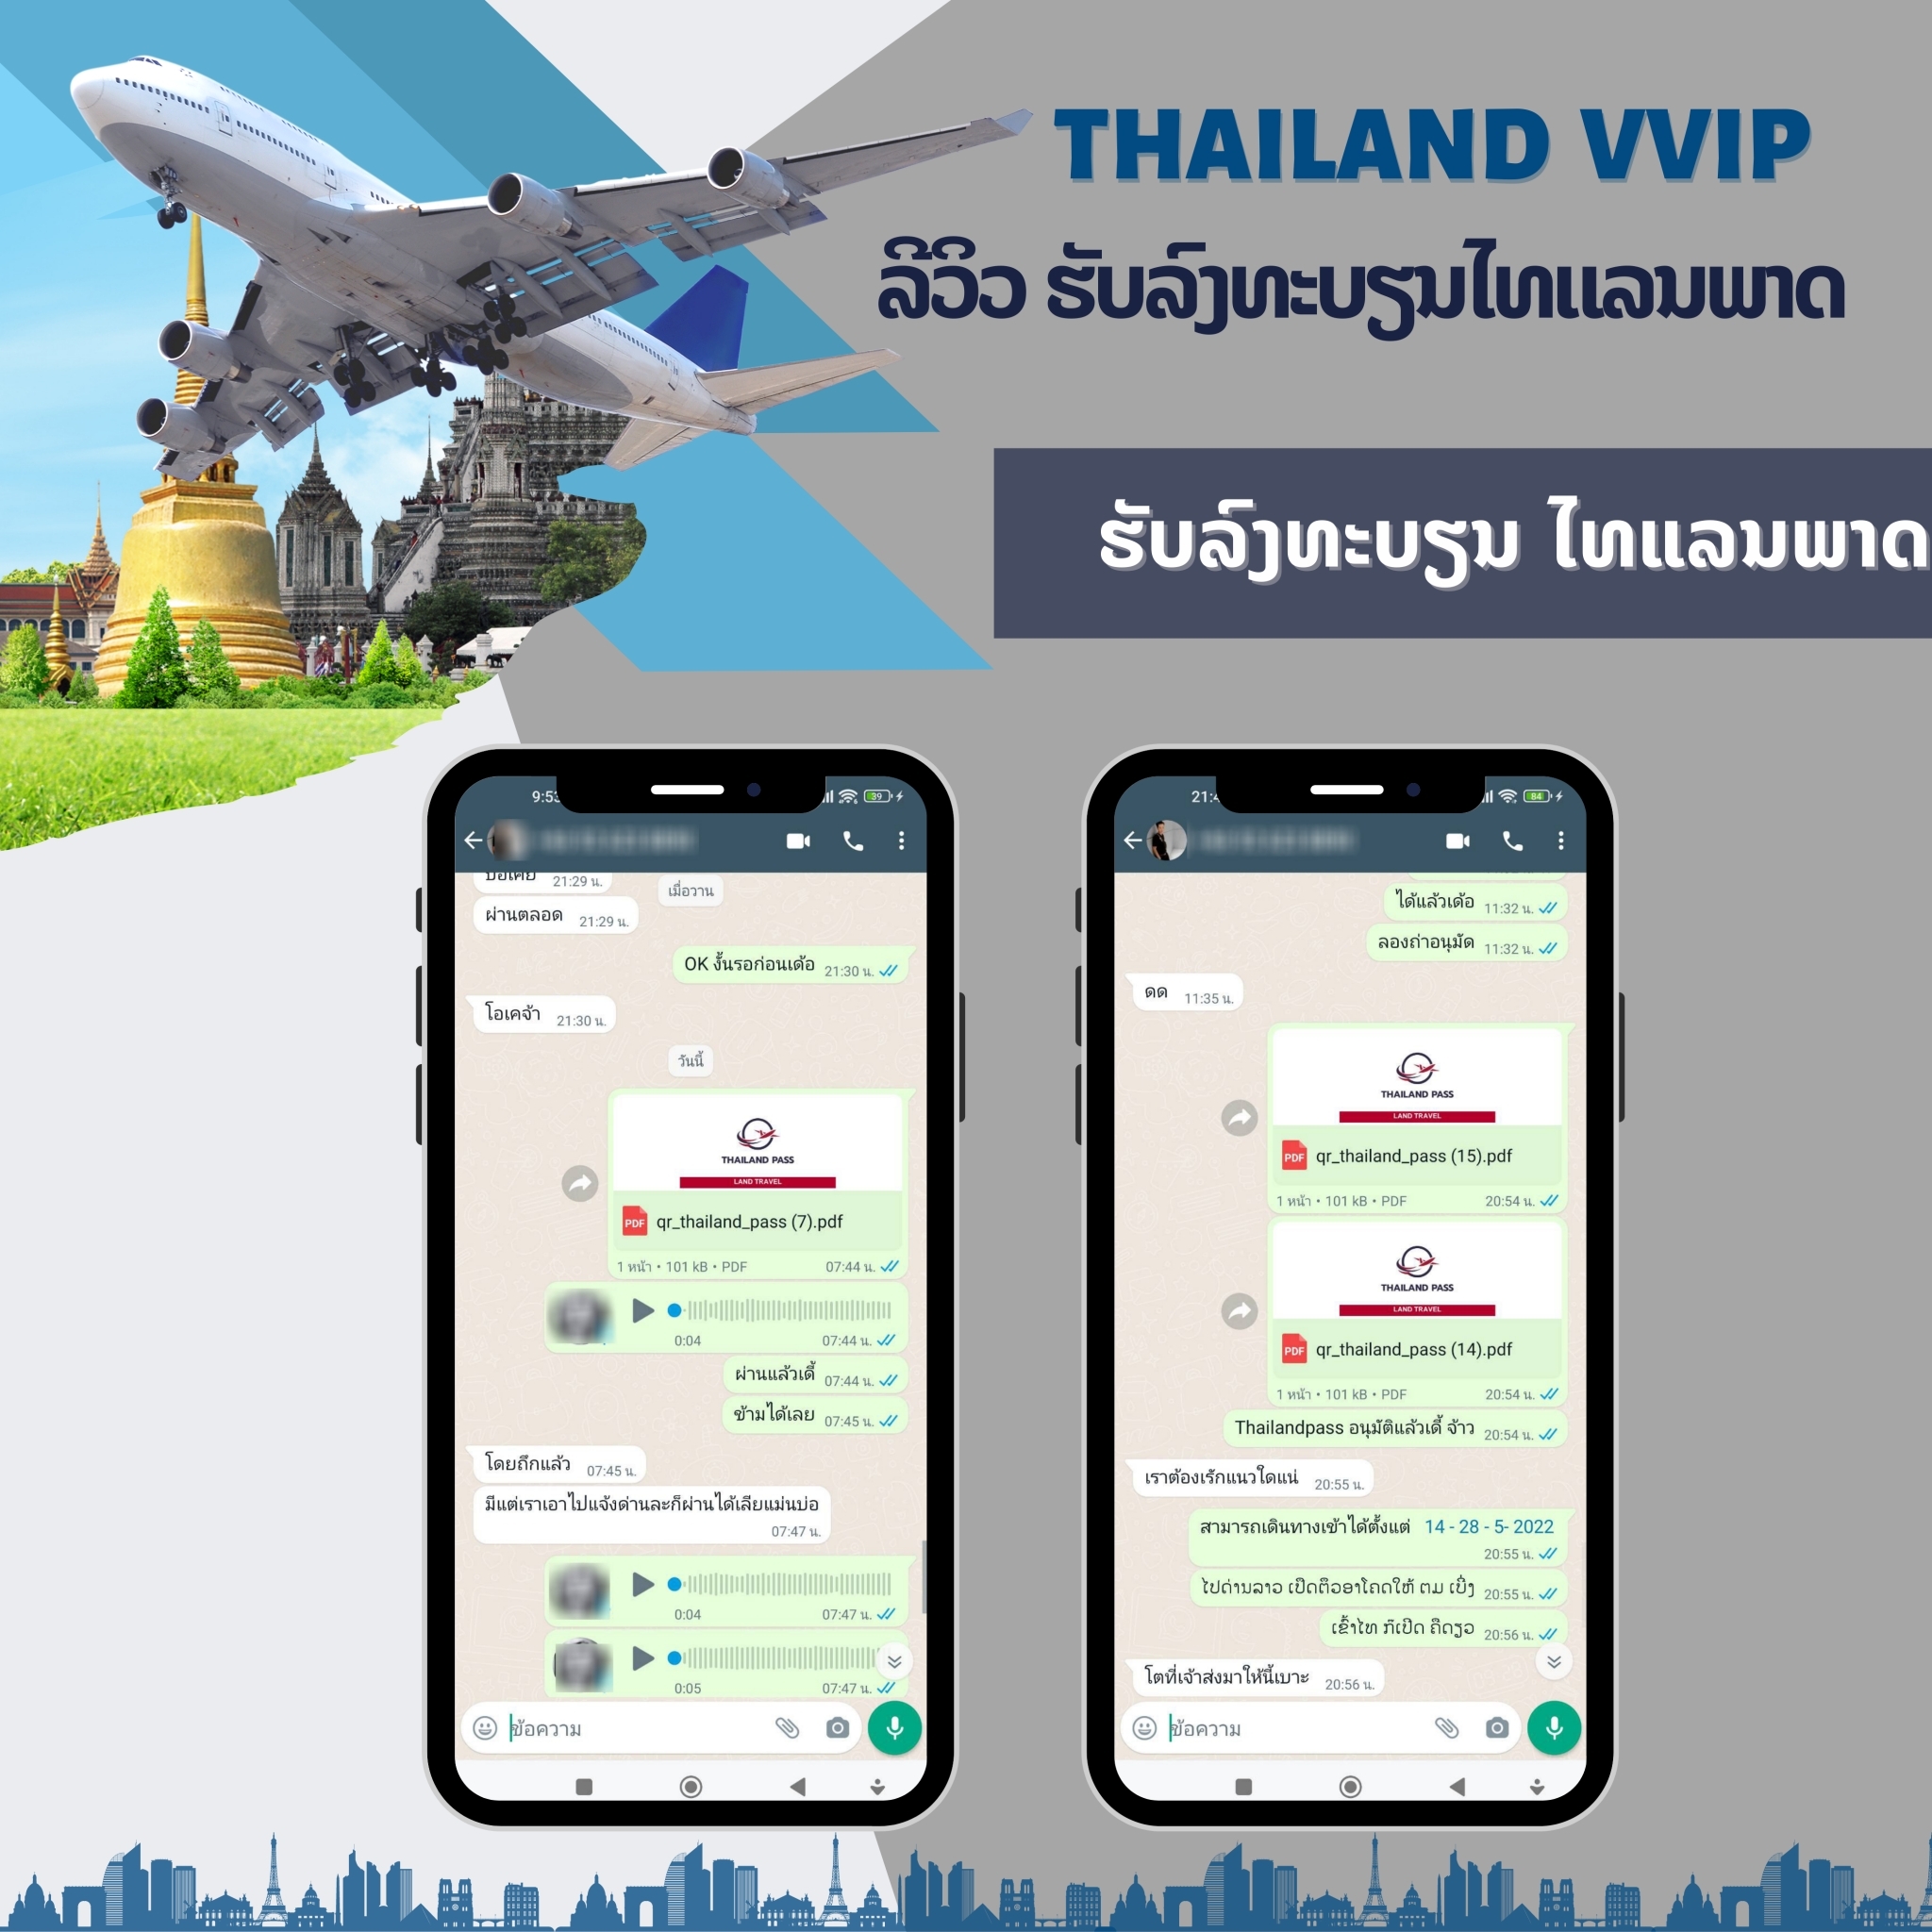 THAILAND VVIP
ລີວິວ ຮັບລົງທະບຽນໄທແລນພາດ
ຮັບລົງທະບຽນ ໄທແລນພາດ
39
21:29 น.
เมื่อวาน
ผ่านตลอด 21:29 น.
OK งั้นรอก่อนเด้อ 21:30 น.
โอเคจ้า 21:30 น.
วันนี้
THAILAND PASS
LAND TRAVEL
PDF qr_thailand_pass (7).pdf
1 หน้า • 101 kB • PDF 07:44 น.
0:04 07:44 น.
ผ่านแล้วเดี้ 07:44 น.
ข้ามได้เลย 07:45 น.
โดยถึกแล้ว 07:45 น.
มีแต่เราเอาไปแจ้งด่านละก็ผ่านได้เลียแม่นบ่อ
07:47 น.
0:04 07:47 น.
0:05 07:47 น.
ข้อความ
84
ได้แล้วเด้อ 11:32 น.
ลองถ่าอนุมัด 11:32 น.
ดด 11:35 น.
THAILAND PASS
LAND TRAVEL
PDF qr_thailand_pass (15).pdf
1 หน้า • 101 kB • PDF 20:54 น.
THAILAND PASS
LAND TRAVEL
PDF qr_thailand_pass (14).pdf
1 หน้า • 101 kB • PDF 20:54 น.
Thailandpass อนุมัติแล้วเดี้ จ้าว 20:54 น.
เราต้องเร้กแนวใดแน่ 20:55 น.
สามารถเดินทางเข้าได้ตั้งแต่ 14 - 28 - 5- 2022
20:55 น.
ໄປດ່ານລາວ ເປີດຕົວອາໂຄດໃຫ້ ຕມ ເບິ່ງ 20:55 น.
ເຂົ້າໄທ ກໍເປີດ ຄືດຽວ 20:56 น.
โตที่เจ้าส่งมาให้นี้เบาะ 20:56 น.
ข้อความ